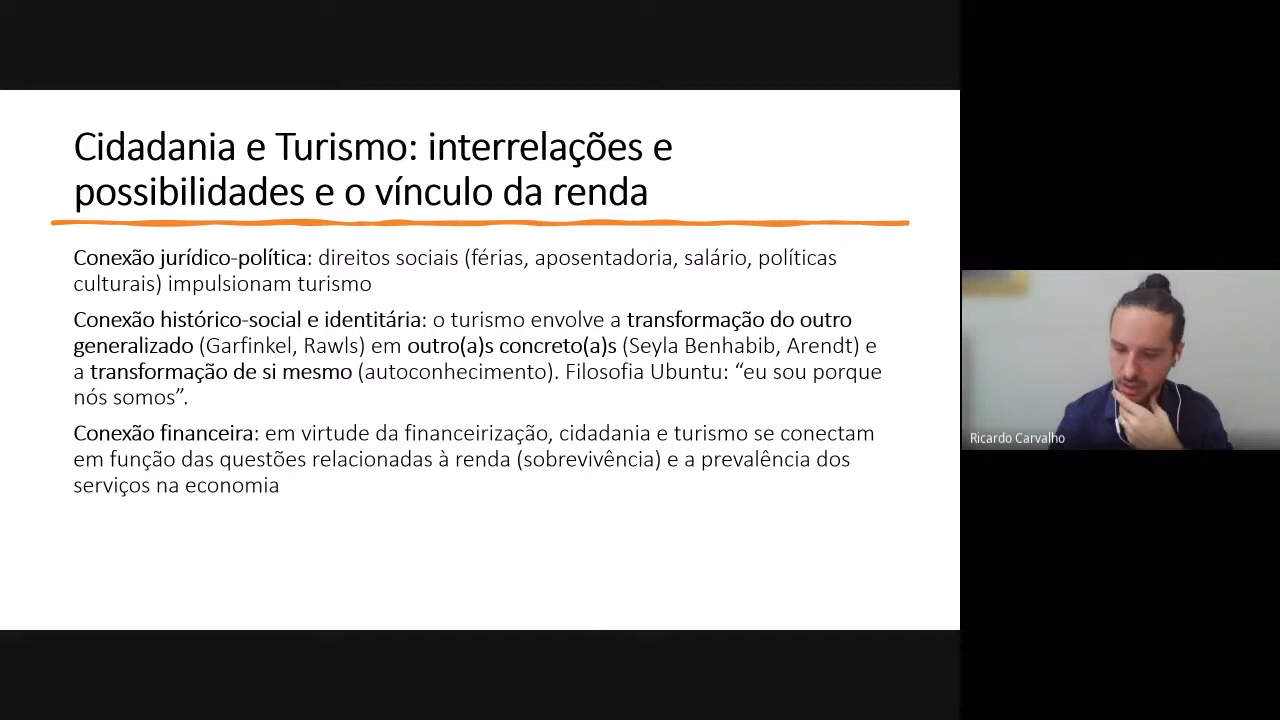 Cidadania e Turismo: interrelações e
possibilidades e o vínculo da renda
Conexão jurídico-política: direitos sociais (férias, aposentadoria, salário, políticas
culturais) impulsionam turismo
Conexão histórico-social e identitária: o turismo envolve a transformação do outro
generalizado (Garfinkel, Rawls) em outro(a)s concreto(a)s (Seyla Benhabib, Arendt) e
a transformação de si mesmo (autoconhecimento). Filosofia Ubuntu: “eu sou porque
nós somos”.
Conexão financeira: em virtude da financeirização, cidadania e turismo se conectam
em função das questões relacionadas à renda (sobrevivência) e a prevalência dos
serviços na economia
Ricardo Carvalho